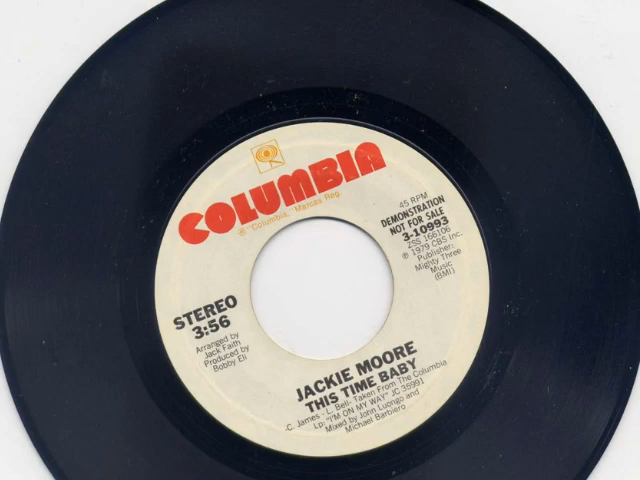 COLUMBIA
® "Columbia," Marcas Reg.
45 RPM
DEMONSTRATION
NOT FOR SALE
3-10993
ZSS 166106
℗ 1979 CBS Inc.
Publisher:
Mighty Three
Music
(BMI)
STEREO
3:56
Arranged by
Jack Faith
Produced by
Bobby Eli
JACKIE MOORE
THIS TIME BABY
-C. James - L. Bell- Taken From The Columbia
Lp: "I'M ON MY WAY" JC 35991
Mixed by John Luongo and
Michael Barbiero